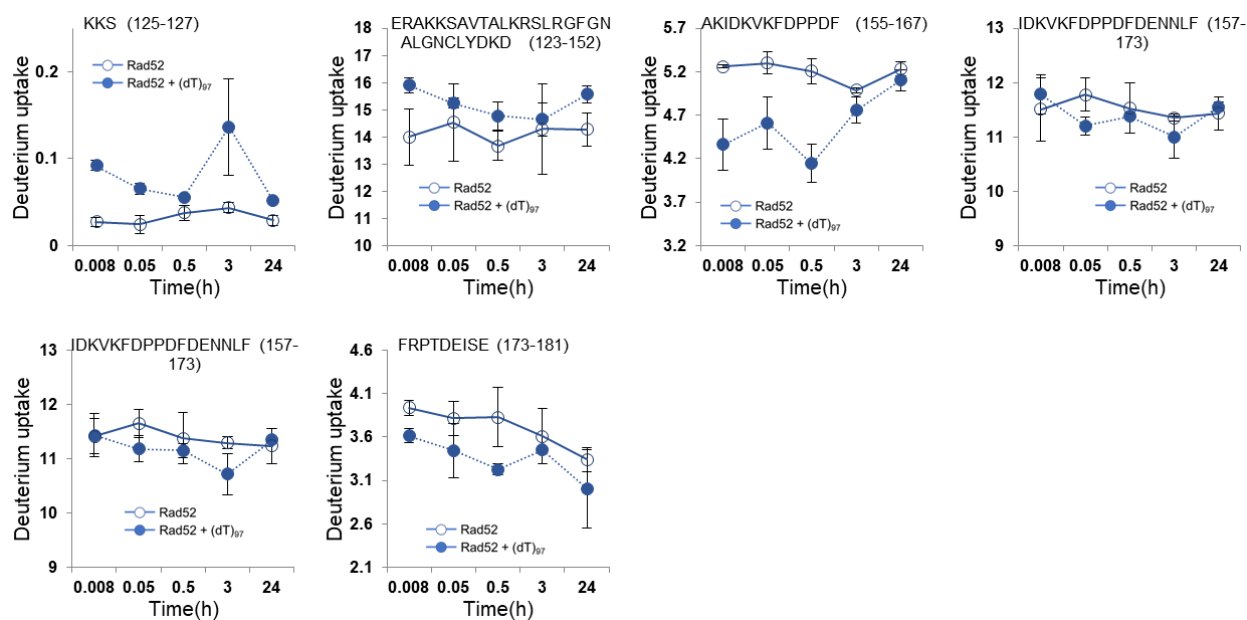 KKS (125-127)
Deuterium uptake
0.2
0.1
0
Rad52
Rad52 + (dT)97
0.008 0.05 0.5 3 24
Time(h)
ERAKKSAVTALKRSLRGFGN
ALGNCLYDKD (123-152)
Deuterium uptake
18
17
16
15
14
13
12
11
10
Rad52
Rad52 + (dT)97
0.008 0.05 0.5 3 24
Time(h)
AKIDKVKFDPPDF (155-167)
Deuterium uptake
5.7
5.2
4.7
4.2
3.7
3.2
Rad52
Rad52 + (dT)97
0.008 0.05 0.5 3 24
Time(h)
IDKVKFDPPDFDENNLF (157-
173)
Deuterium uptake
13
12
11
10
9
Rad52
Rad52 + (dT)97
0.008 0.05 0.5 3 24
Time(h)
IDKVKFDPPDFDENNLF (157-
173)
Deuterium uptake
13
12
11
10
9
Rad52
Rad52 + (dT)97
0.008 0.05 0.5 3 24
Time(h)
FRPTDEISE (173-181)
Deuterium uptake
4.6
4.1
3.6
3.1
2.6
2.1
Rad52
Rad52 + (dT)97
0.008 0.05 0.5 3 24
Time(h)